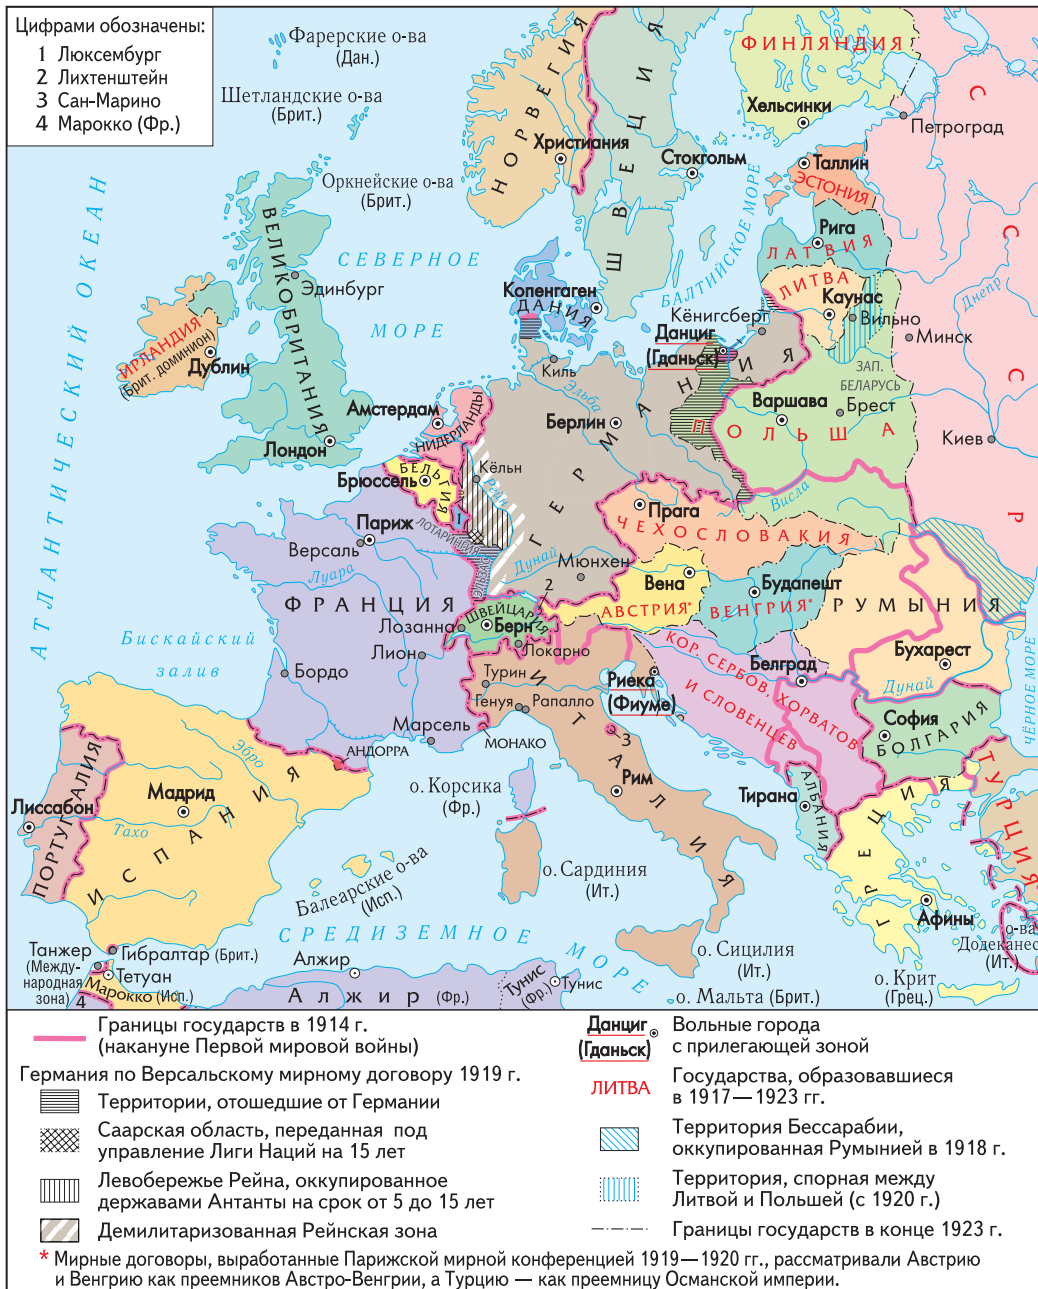 Цифрами обозначены:
1 Люксембург
2 Лихтенштейн
3 Сан-Марино
4 Марокко (Фр.)
Фарерские о-ва
(Дан.)
Шетландские о-ва
(Брит.)
Оркнейские о-ва
(Брит.)
АТЛАНТИЧЕСКИЙ ОКЕАН
СЕВЕРНОЕ
МОРЕ
БАЛТИЙСКОЕ МОРЕ
НОРВЕГИЯ
Христиания
ШВЕЦИЯ
Стокгольм
ФИНЛЯНДИЯ
Хельсинки
Петроград
СССР
Таллин
ЭСТОНИЯ
Рига
ЛАТВИЯ
ЛИТВА
Каунас
Вильно
Минск
Днепр
Киев
ВЕЛИКОБРИТАНИЯ
Эдинбург
Лондон
ИРЛАНДИЯ
(Брит. доминион)
Дублин
Копенгаген
ДАНИЯ
Киль
Кёнигсберг
Данциг
(Гданьск)
ЗАП.
БЕЛАРУСЬ
Брест
Варшава
ПОЛЬША
Висла
Эльба
Берлин
ГЕРМАНИЯ
Амстердам
НИДЕРЛАНДЫ
Кёльн
Рейн
БЕЛЬГИЯ
Брюссель
1
ЛОТАРИНГИЯ
ЭЛЬЗАС
Париж
Версаль
Луара
ФРАНЦИЯ
Прага
ЧЕХОСЛОВАКИЯ
Дунай
Мюнхен
2
Вена
АВСТРИЯ*
Будапешт
ВЕНГРИЯ*
РУМЫНИЯ
Бухарест
Дунай
ЧЁРНОЕ МОРЕ
ШВЕЙЦАРИЯ
Лозанна
Берн
Локарно
Лион
Бискайский
залив
Бордо
Марсель
МОНАКО
АНДОРРА
Турин
Генуя
Рапалло
ИТАЛИЯ
3
Рим
Риека
(Фиуме)
КОР. СЕРБОВ, ХОРВАТОВ
И СЛОВЕНЦЕВ
Белград
София
БОЛГАРИЯ
АЛБАНИЯ
Тирана
ГРЕЦИЯ
Афины
ТУРЦИЯ
о-ва
Додеканес
(Ит.)
о. Крит
(Грец.)
о. Корсика
(Фр.)
о. Сардиния
(Ит.)
о. Сицилия
(Ит.)
о. Мальта (Брит.)
Балеарские о-ва
(Исп.)
СРЕДИЗЕМНОЕ МОРЕ
ПОРТУГАЛИЯ
Лиссабон
Тахо
Мадрид
ИСПАНИЯ
Эбро
Танжер
(Между-
народная
зона)
Гибралтар (Брит.)
Тетуан
Марокко (Исп.)
4
Алжир
Алжир (Фр.)
Тунис
(Фр.)
Тунис
Границы государств в 1914 г.
(накануне Первой мировой войны)
Германия по Версальскому мирному договору 1919 г.
Территории, отошедшие от Германии
Саарская область, переданная под
управление Лиги Наций на 15 лет
Левобережье Рейна, оккупированное
державами Антанты на срок от 5 до 15 лет
Демилитаризованная Рейнская зона
Данциг
(Гданьск)
Вольные города
с прилегающей зоной
ЛИТВА
Государства, образовавшиеся
в 1917—1923 гг.
Территория Бессарабии,
оккупированная Румынией в 1918 г.
Территория, спорная между
Литвой и Польшей (с 1920 г.)
Границы государств в конце 1923 г.
* Мирные договоры, выработанные Парижской мирной конференцией 1919—1920 гг., рассматривали Австрию
и Венгрию как преемников Австро-Венгрии, а Турцию — как преемницу Османской империи.